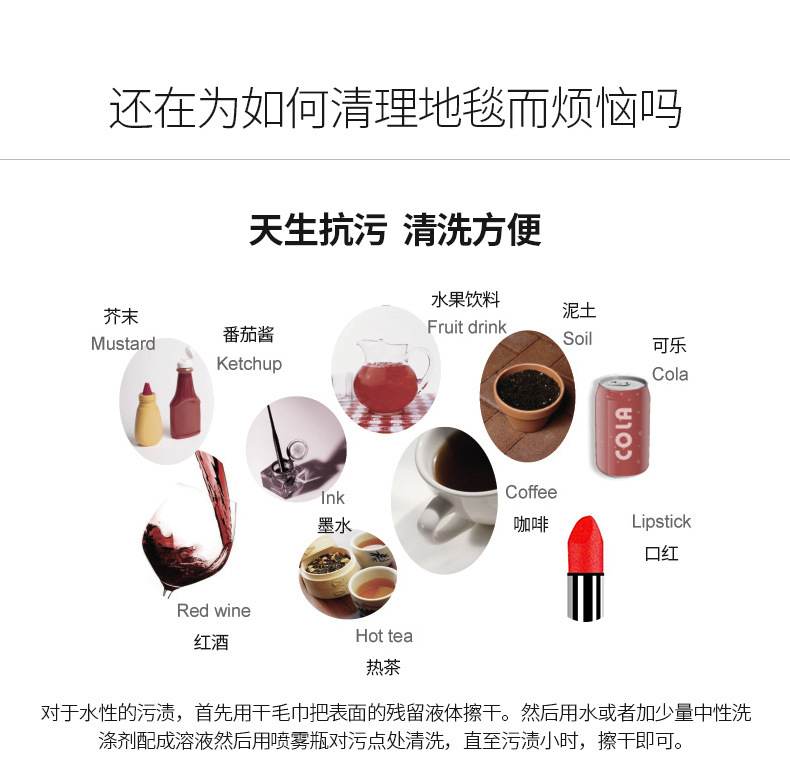 还在为如何清理地毯而烦恼吗
天生抗污 清洗方便
芥末
Mustard
番茄酱
Ketchup
水果饮料
Fruit drink
泥土
Soil
可乐
Cola
COLA
Ink
墨水
Coffee
咖啡
Lipstick
口红
Red wine
红酒
Hot tea
热茶
对于水性的污渍，首先用干毛巾把表面的残留液体擦干。然后用水或者加少量中性洗
涤剂配成溶液然后用喷雾瓶对污点处清洗，直至污渍小时，擦干即可。